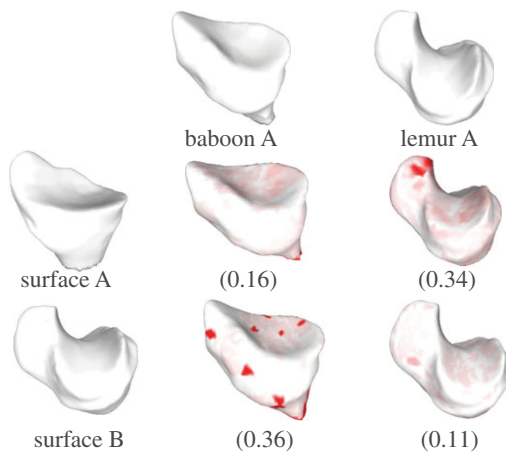 baboon A lemur A
surface A (0.16) (0.34)
surface B (0.36) (0.11)